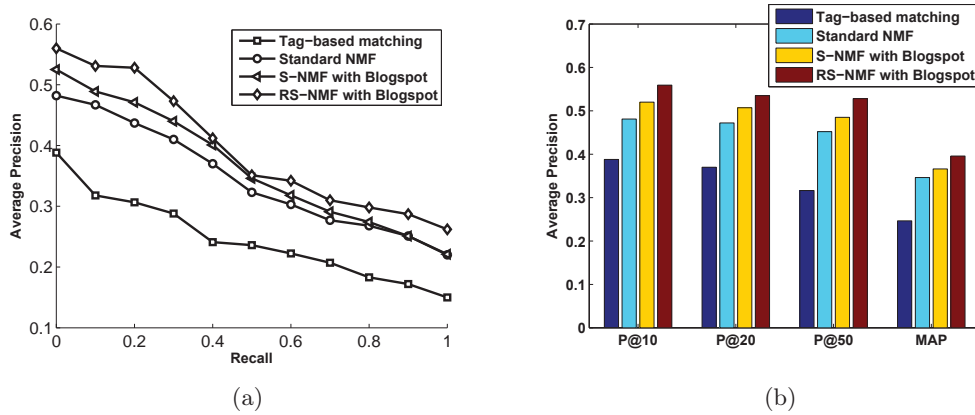 0.6
0.5
0.4
0.3
0.2
0.1
0 0.2 0.4 0.6 0.8 1
Recall
Average Precision
Tag−based matching
Standard NMF
S−NMF with Blogspot
RS−NMF with Blogspot
(a)
0.7
0.6
0.5
0.4
0.3
0.2
0.1
0
P@10 P@20 P@50 MAP
Average Precision
Tag−based matching
Standard NMF
S−NMF with Blogspot
RS−NMF with Blogspot
(b)